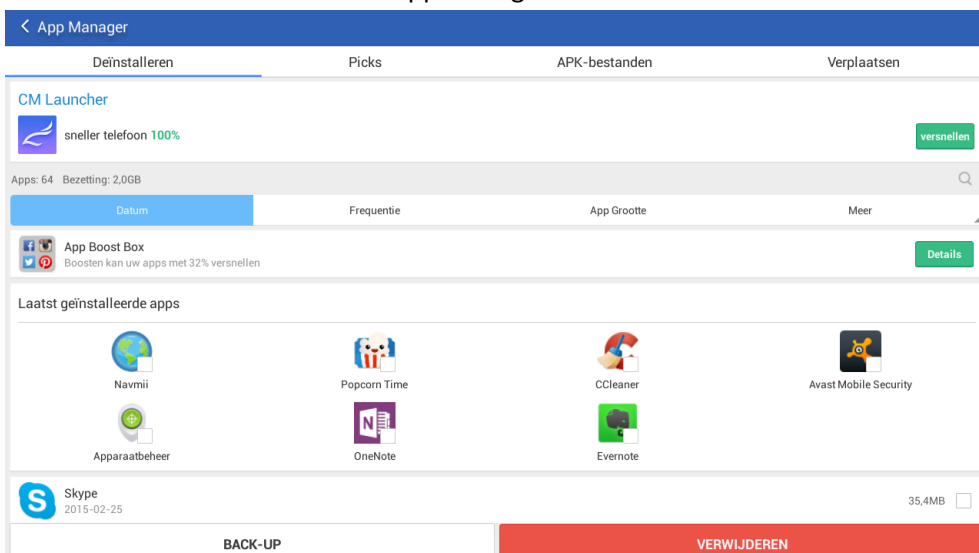 App Manager
Deïnstalleren Picks APK-bestanden Verplaatsen
CM Launcher
sneller telefoon 100%
versnellen
Apps: 64 Bezetting: 2,0GB
Datum Frequentie App Grootte Meer
App Boost Box
Boosten kan uw apps met 32% versnellen
Details
Laatst geïnstalleerde apps
Navmii Popcorn Time CCleaner Avast Mobile Security
Apparaatbeheer OneNote Evernote
Skype
2015-02-25
35,4MB
BACK-UP VERWIJDEREN